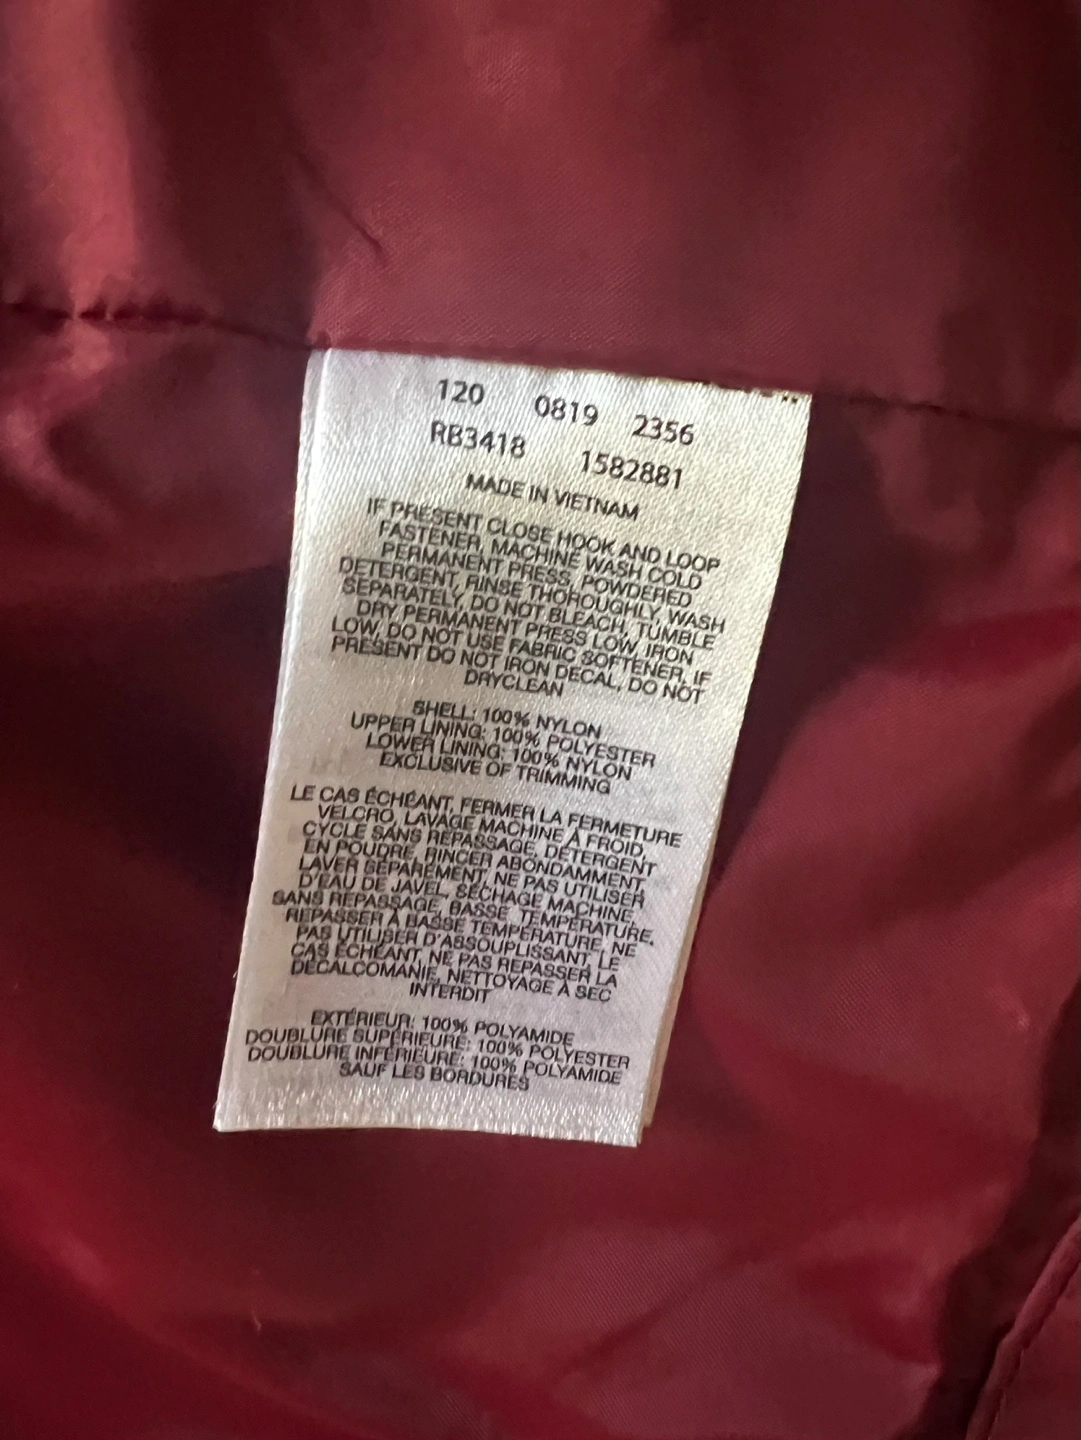 120 0819 2356
RB3418 1582881
MADE IN VIETNAM
IF PRESENT CLOSE HOOK AND LOOP
FASTENER, MACHINE WASH COLD
PERMANENT PRESS, POWDERED
DETERGENT, RINSE THOROUGHLY, WASH
SEPARATELY, DO NOT BLEACH, TUMBLE
DRY PERMANENT PRESS LOW, IRON
LOW, DO NOT USE FABRIC SOFTENER, IF
PRESENT DO NOT IRON DECAL, DO NOT
DRYCLEAN
SHELL: 100% NYLON
UPPER LINING: 100% POLYESTER
LOWER LINING: 100% NYLON
EXCLUSIVE OF TRIMMING
LE CAS ÉCHÉANT, FERMER LA FERMETURE
VELCRO, LAVAGE MACHINE À FROID,
CYCLE SANS REPASSAGE, DÉTERGENT
EN POUDRE, RINCER ABONDAMMENT,
LAVER SÉPARÉMENT, NE PAS UTILISER
D'EAU DE JAVEL, SÉCHAGE MACHINE,
SANS REPASSAGE, BASSE TEMPÉRATURE,
REPASSER À BASSE TEMPÉRATURE, NE
PAS UTILISER D'ASSOUPLISSANT, LE
CAS ÉCHÉANT, NE PAS REPASSER LA
DÉCALCOMANIE, NETTOYAGE À SEC
INTERDIT
EXTÉRIEUR: 100% POLYAMIDE
DOUBLURE SUPÉRIEURE: 100% POLYESTER
DOUBLURE INFÉRIEURE: 100% POLYAMIDE
SAUF LES BORDURES